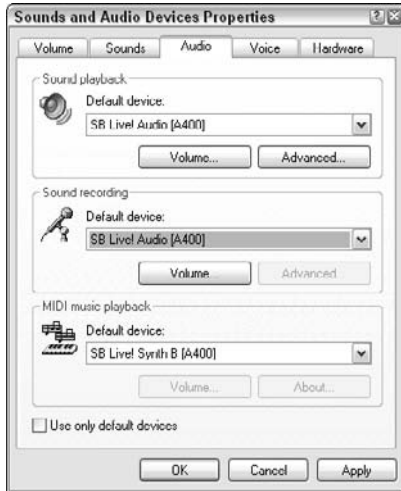 Sounds and Audio Devices Properties
Volume Sounds Audio Voice Hardware
Sound playback
Default device:
SB Live! Audio [A400]
Volume... Advanced...
Sound recording
Default device:
SB Live! Audio [A400]
Volume... Advanced...
MIDI music playback
Default device:
SB Live! Synth B [A400]
Volume... About...
Use only default devices
OK Cancel Apply